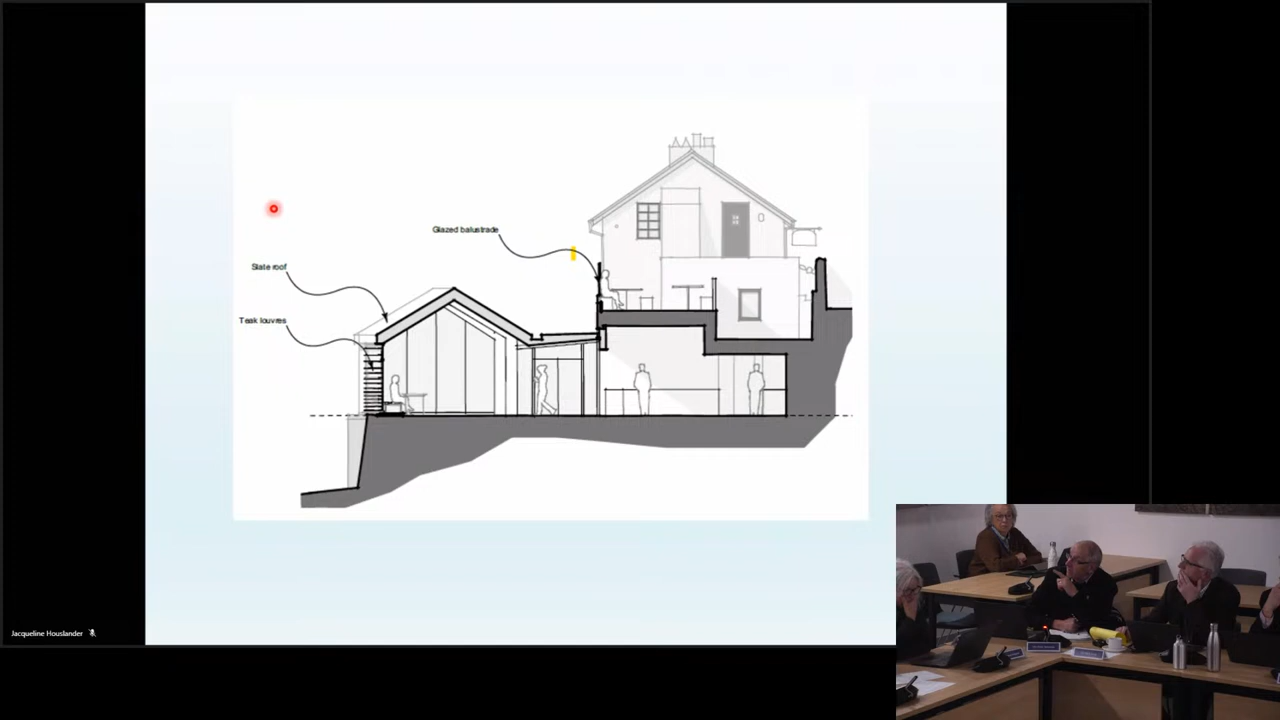 Glazed balustrade
Slate roof
Teak louvres
Jacqueline Houslander